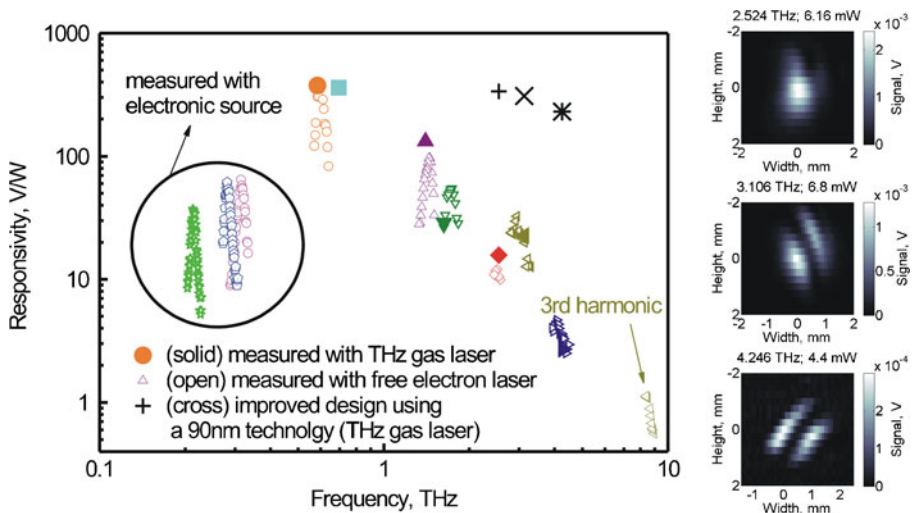 1000
100
10
1
0.1
1
10
Responsivity, V/W
Frequency, THz
measured with
electronic source
3rd harmonic
(solid) measured with THz gas laser
(open) measured with free electron laser
(cross) improved design using
a 90nm technolgy (THz gas laser)
2.524 THz; 6.16 mW
x 10⁻³
-2
0
2
Height, mm
-2
0
2
Width, mm
2
1
0
Signal, V
3.106 THz; 6.8 mW
x 10⁻³
-2
0
2
Height, mm
-2
0
2
Width, mm
1
0.5
0
Signal, V
4.246 THz; 4.4 mW
x 10⁻⁴
-2
0
2
Height, mm
-1
0
1
2
Width, mm
2
1
0
Signal, V